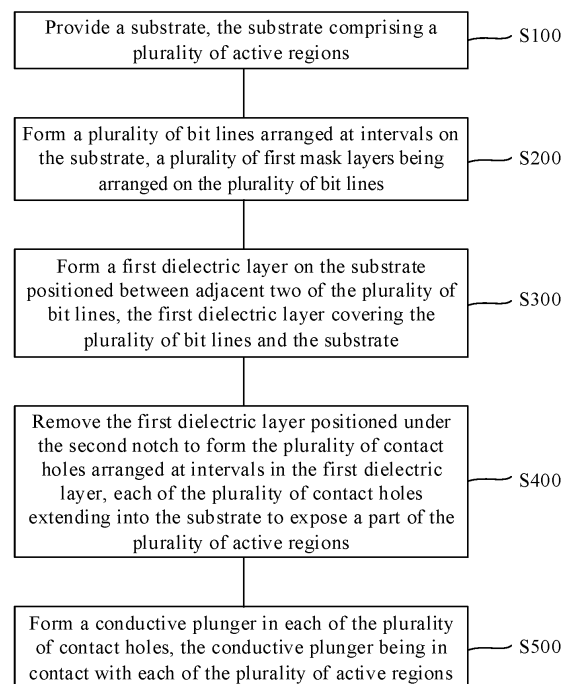 Provide a substrate, the substrate comprising a
plurality of active regions
S100
Form a plurality of bit lines arranged at intervals on
the substrate, a plurality of first mask layers being
arranged on the plurality of bit lines
S200
Form a first dielectric layer on the substrate
positioned between adjacent two of the plurality of
bit lines, the first dielectric layer covering the
plurality of bit lines and the substrate
S300
Remove the first dielectric layer positioned under
the second notch to form the plurality of contact
holes arranged at intervals in the first dielectric
layer, each of the plurality of contact holes
extending into the substrate to expose a part of the
plurality of active regions
S400
Form a conductive plunger in each of the plurality
of contact holes, the conductive plunger being in
contact with each of the plurality of active regions
S500